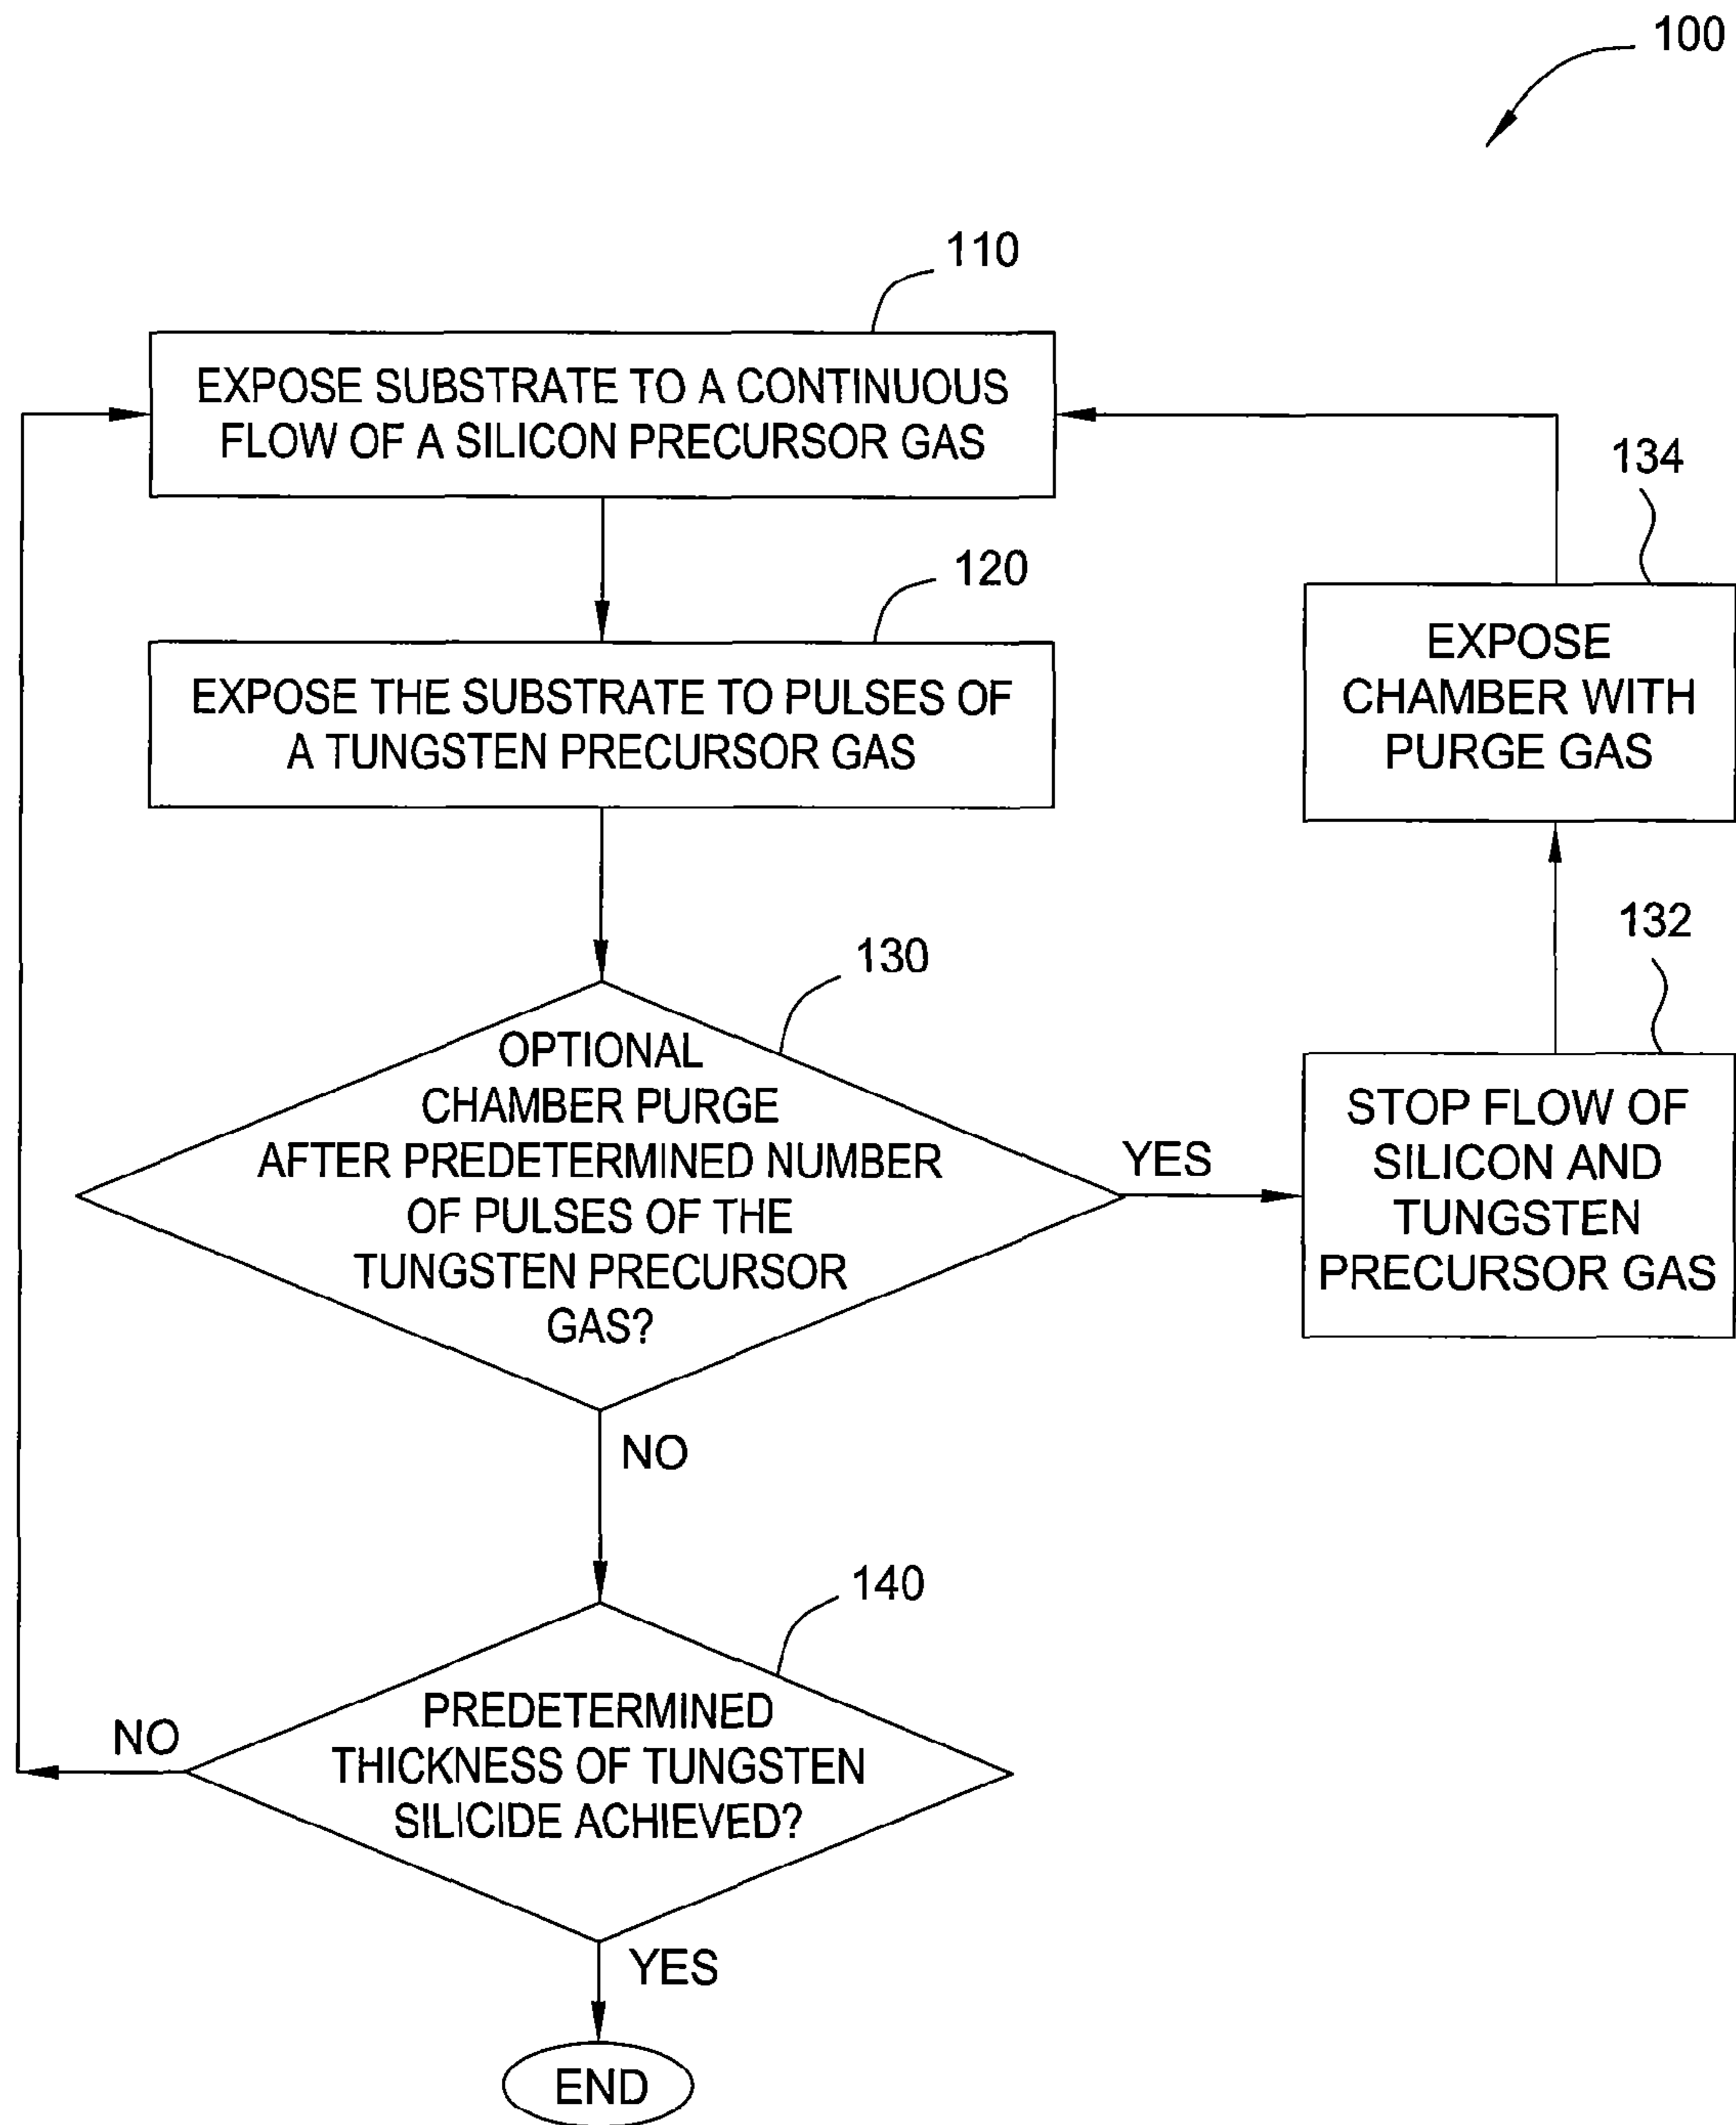 100
110
EXPOSE SUBSTRATE TO A CONTINUOUS
FLOW OF A SILICON PRECURSOR GAS
134
120
EXPOSE THE SUBSTRATE TO PULSES OF
A TUNGSTEN PRECURSOR GAS
EXPOSE
CHAMBER WITH
PURGE GAS
132
130
OPTIONAL
CHAMBER PURGE
AFTER PREDETERMINED NUMBER
OF PULSES OF THE
TUNGSTEN PRECURSOR
GAS?
YES
STOP FLOW OF
SILICON AND
TUNGSTEN
PRECURSOR GAS
NO
140
PREDETERMINED
THICKNESS OF TUNGSTEN
SILICIDE ACHIEVED?
NO
YES
END